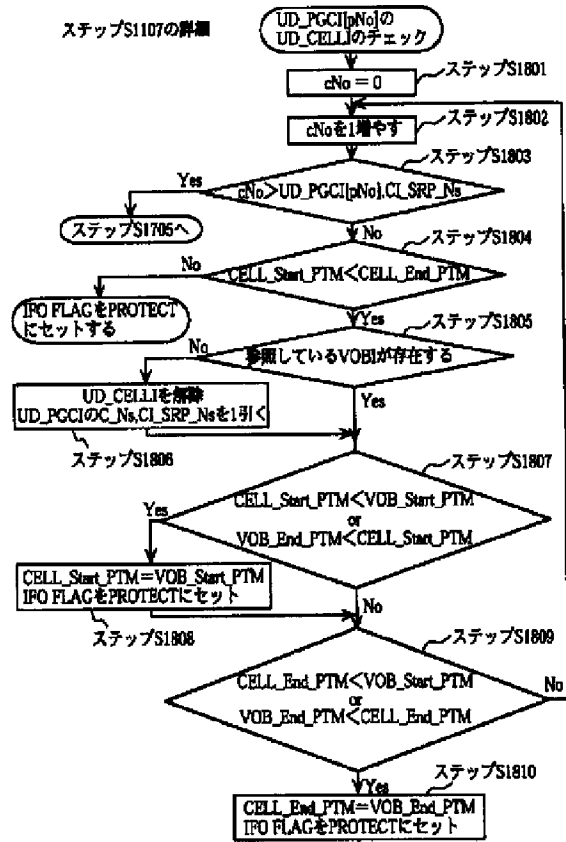 ステップS1107の詳細
UD_PGCI[pNo]の
UD_CELLIのチェック
ステップS1801
cNo = 0
ステップS1802
cNoを1増やす
ステップS1803
Yes
cNo>UD_PGCI[pNo].CI_SRP_Ns
ステップS1705へ
No
ステップS1804
No
CELL_Start_PTM<CELL_End_PTM
IFO FLAGをPROTECT
にセットする
Yes
ステップS1805
No
参照しているVOBIが存在する
UD_CELLIを解除
UD_PGCIのC_Ns,CI_SRP_Nsを1引く
Yes
ステップS1806
ステップS1807
CELL_Start_PTM<VOB_Start_PTM
or
VOB_End_PTM<CELL_Start_PTM
Yes
CELL_Start_PTM=VOB_Start_PTM
IFO FLAGをPROTECTにセット
No
ステップS1808
ステップS1809
CELL_End_PTM<VOB_Start_PTM
or
VOB_End_PTM<CELL_End_PTM
No
Yes
ステップS1810
CELL_End_PTM=VOB_End_PTM
IFO FLAGをPROTECTにセット